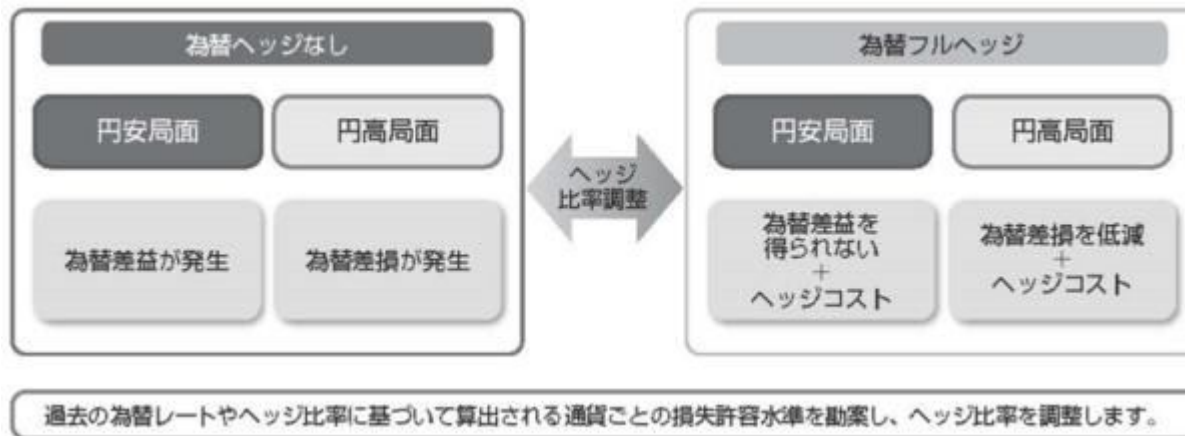 為替ヘッジなし
円安局面
円高局面
為替差益が発生
為替差損が発生
ヘッジ
比率調整
為替フルヘッジ
円安局面
円高局面
為替差益を
得られない
+
ヘッジコスト
為替差損を低減
+
ヘッジコスト
過去の為替レートやヘッジ比率に基づいて算出される通貨ごとの損失許容水準を勘案し、ヘッジ比率を調整します。